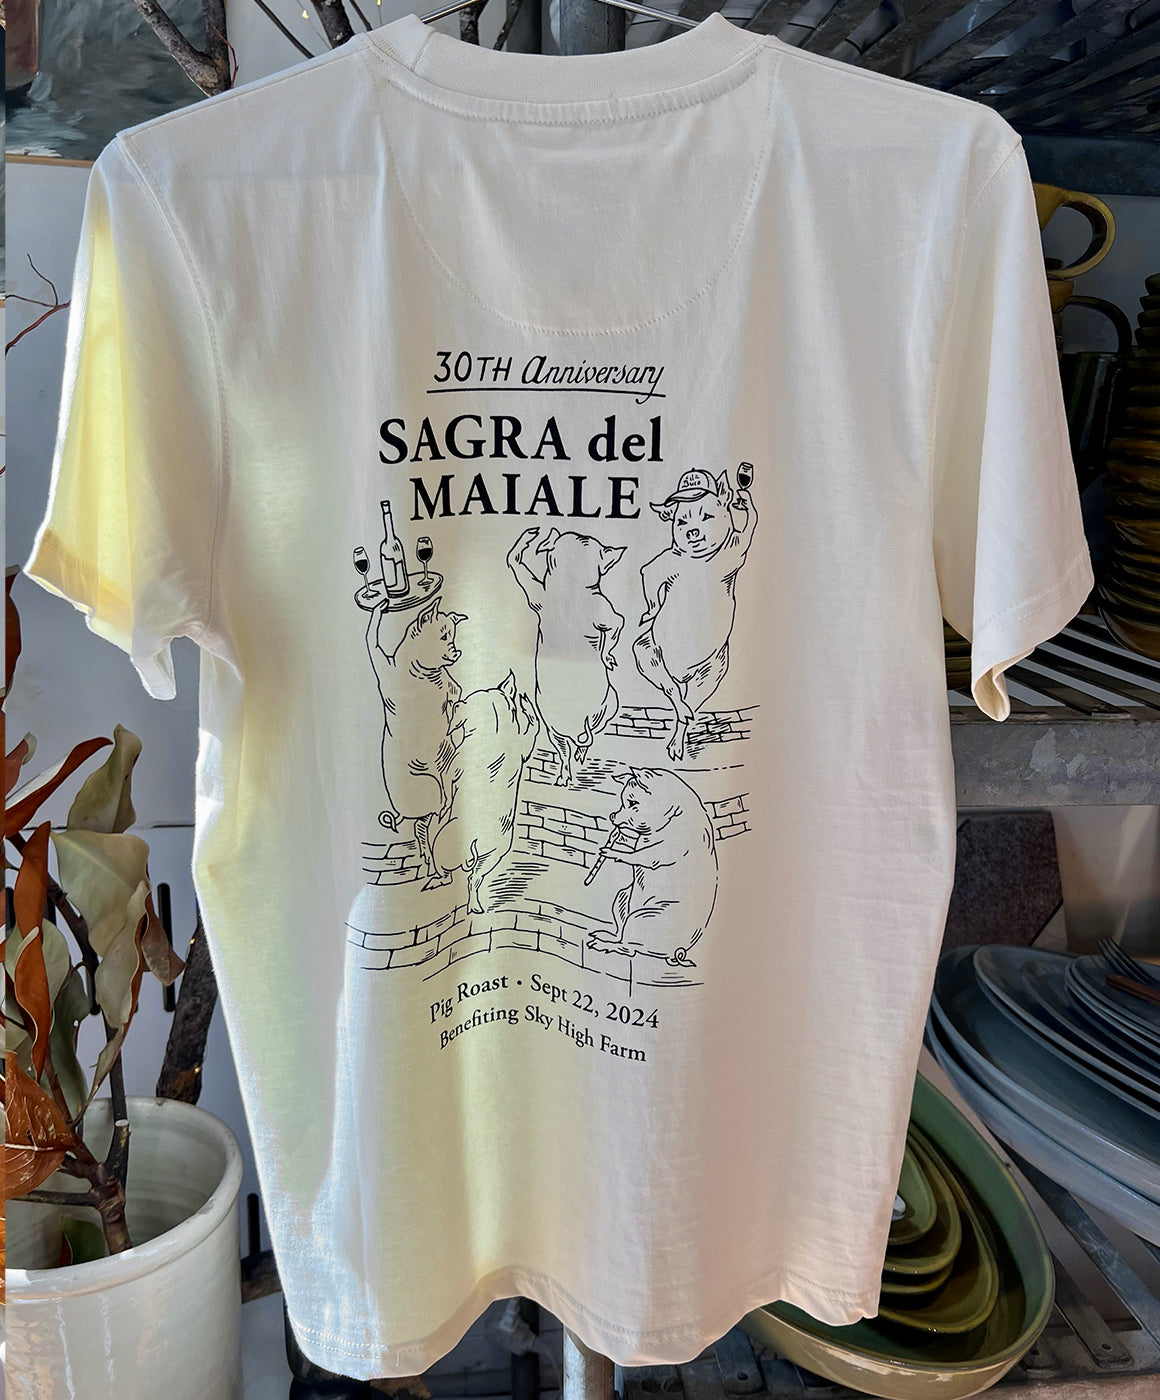 30TH Anniversary
SAGRA del
MAIALE
Pig Roast • Sept 22, 2024
Benefiting Sky High Farm